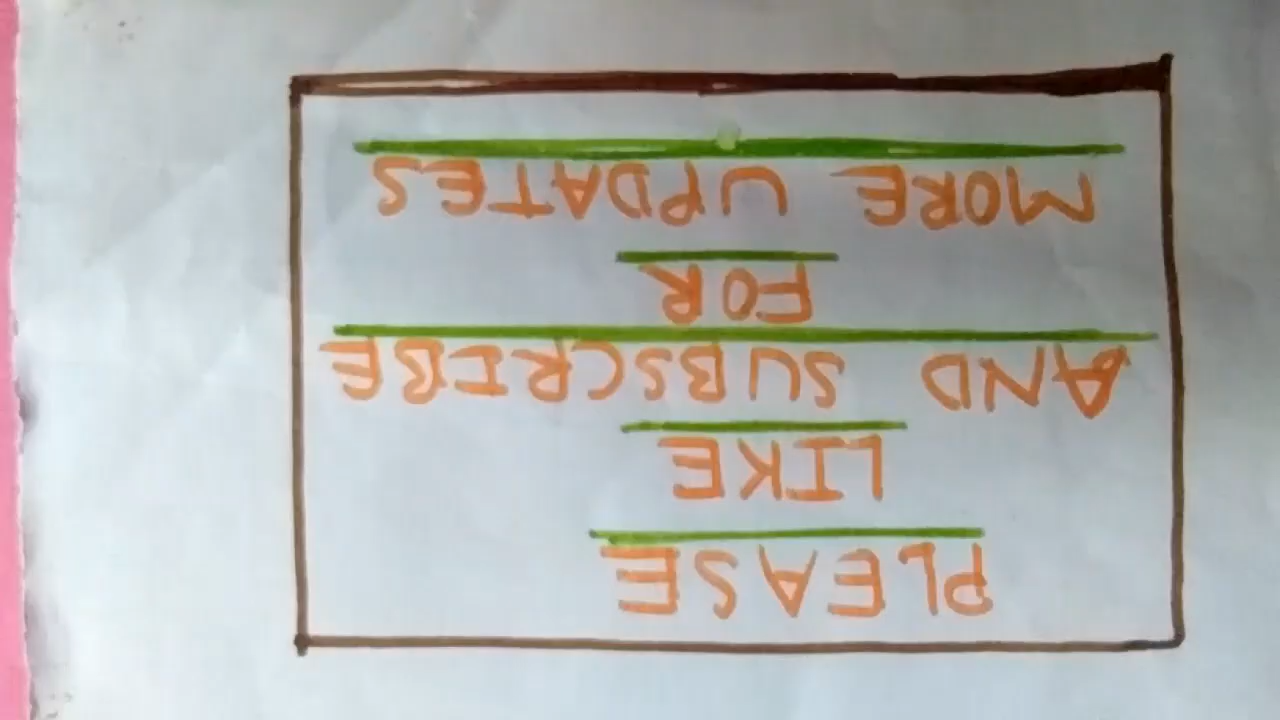 PLEASE
LIKE
AND SUBSCRIBE
FOR
MORE UPDATES